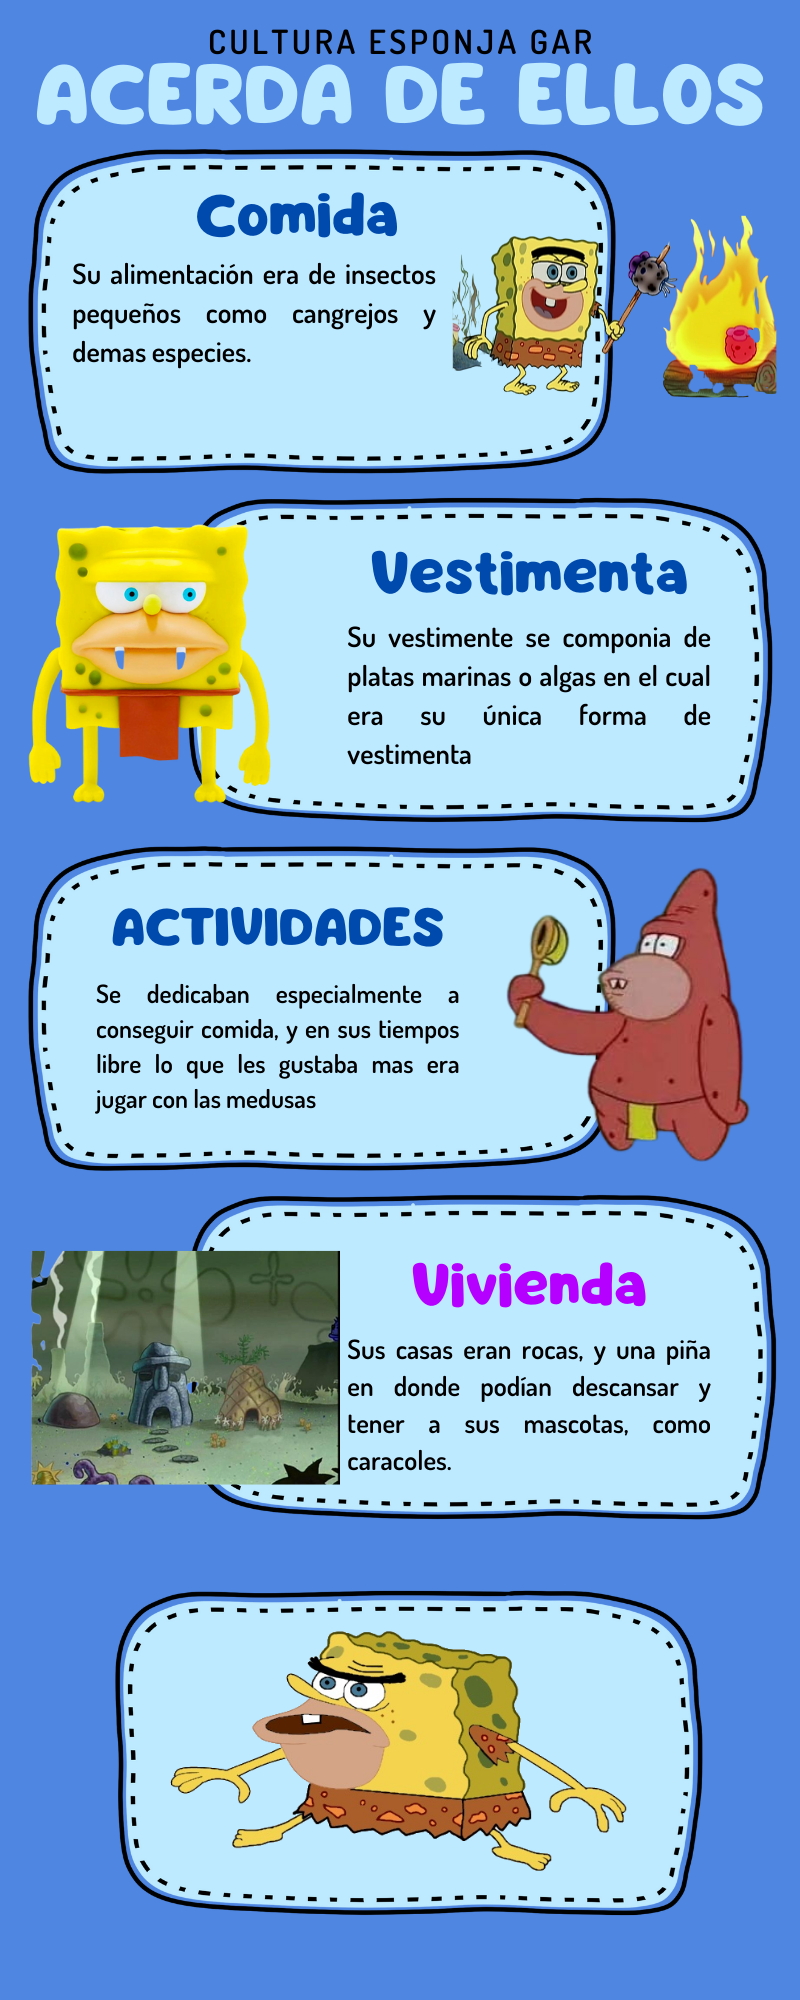 CULTURA ESPONJA GAR
ACERDA DE ELLOS
Comida
Su alimentación era de insectos
pequeños como cangrejos y
demas especies.
Vestimenta
Su vestimente se componia de
platas marinas o algas en el cual
era su única forma de
vestimenta
ACTIVIDADES
Se dedicaban especialmente a
conseguir comida, y en sus tiempos
libre lo que les gustaba mas era
jugar con las medusas
Vivienda
Sus casas eran rocas, y una piña
en donde podían descansar y
tener a sus mascotas, como
caracoles.